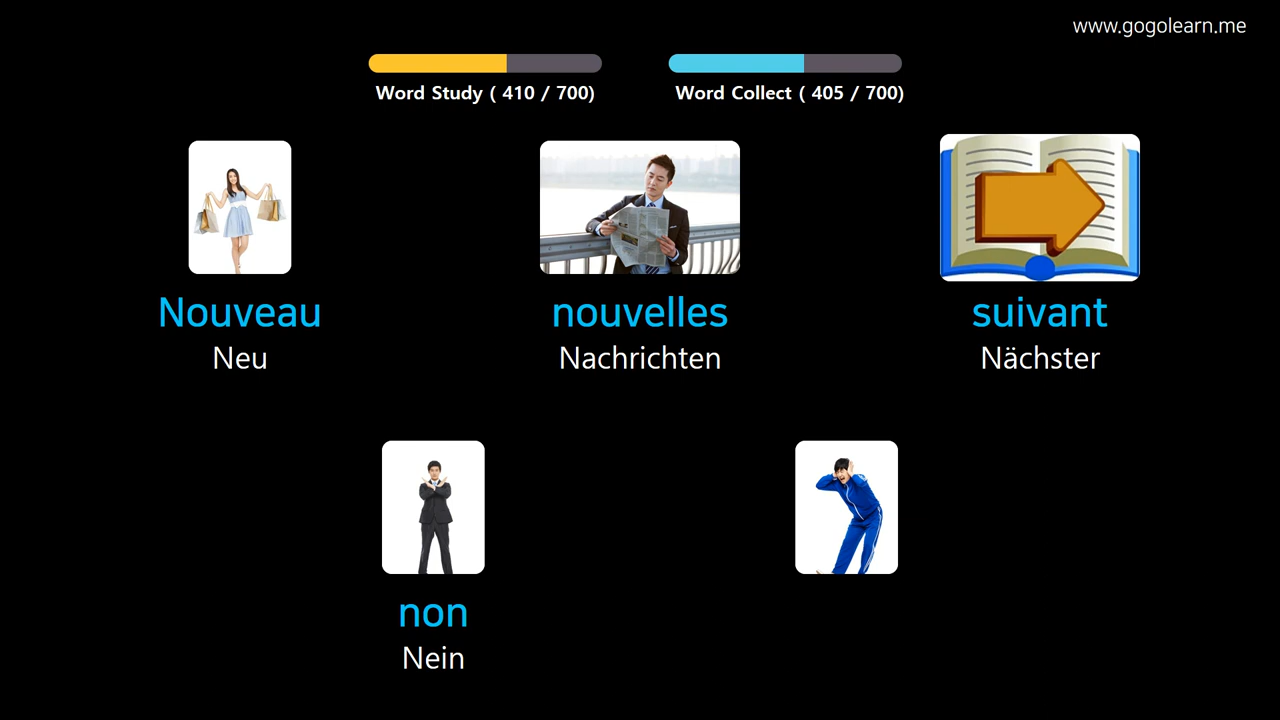 www.gogolearn.me
Word Study ( 410 / 700)
Word Collect ( 405 / 700)
Nouveau
Neu
nouvelles
Nachrichten
suivant
Nächster
non
Nein